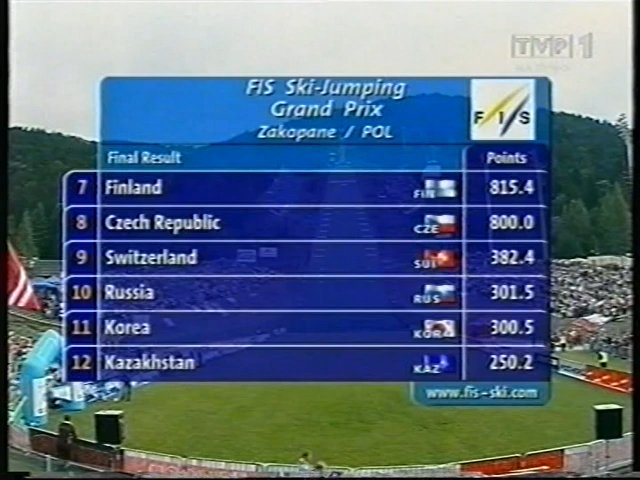 TVP 1
FIS Ski-Jumping
Grand Prix
Zakopane / POL
FIS
Final Result Points
7 Finland FIN 815.4
8 Czech Republic CZE 800.0
9 Switzerland SUI 382.4
10 Russia RUS 301.5
11 Korea KOR 300.5
12 Kazakhstan KAZ 250.2
www.fis-ski.com